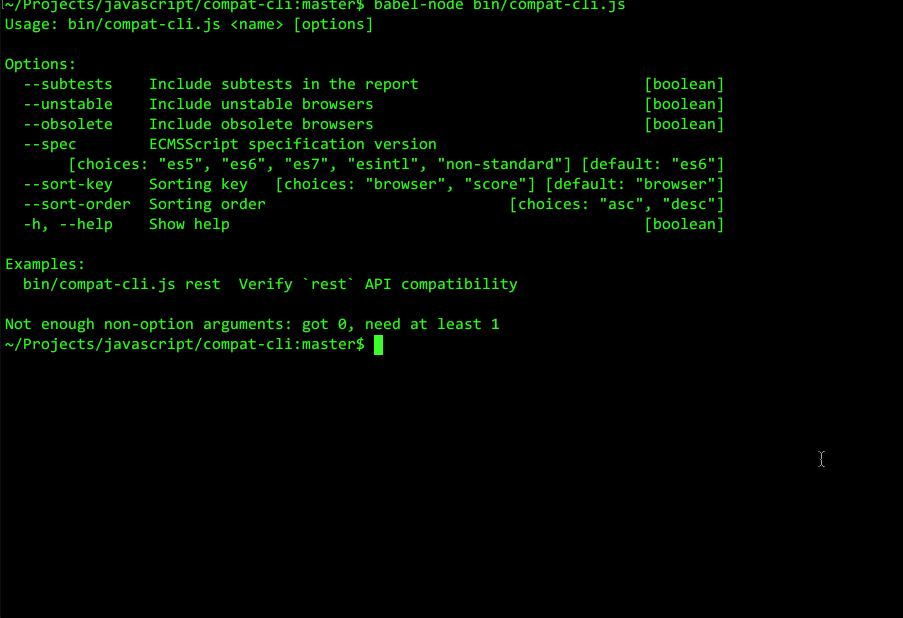 ~/Projects/javascript/compat-cli:master$ babel-node bin/compat-cli.js
Usage: bin/compat-cli.js <name> [options]
Options:
--subtests Include subtests in the report [boolean]
--unstable Include unstable browsers [boolean]
--obsolete Include obsolete browsers [boolean]
--spec ECMSScript specification version
[choices: "es5", "es6", "es7", "esintl", "non-standard"] [default: "es6"]
--sort-key Sorting key [choices: "browser", "score"] [default: "browser"]
--sort-order Sorting order [choices: "asc", "desc"]
-h, --help Show help [boolean]
Examples:
bin/compat-cli.js rest Verify `rest` API compatibility
Not enough non-option arguments: got 0, need at least 1
~/Projects/javascript/compat-cli:master$